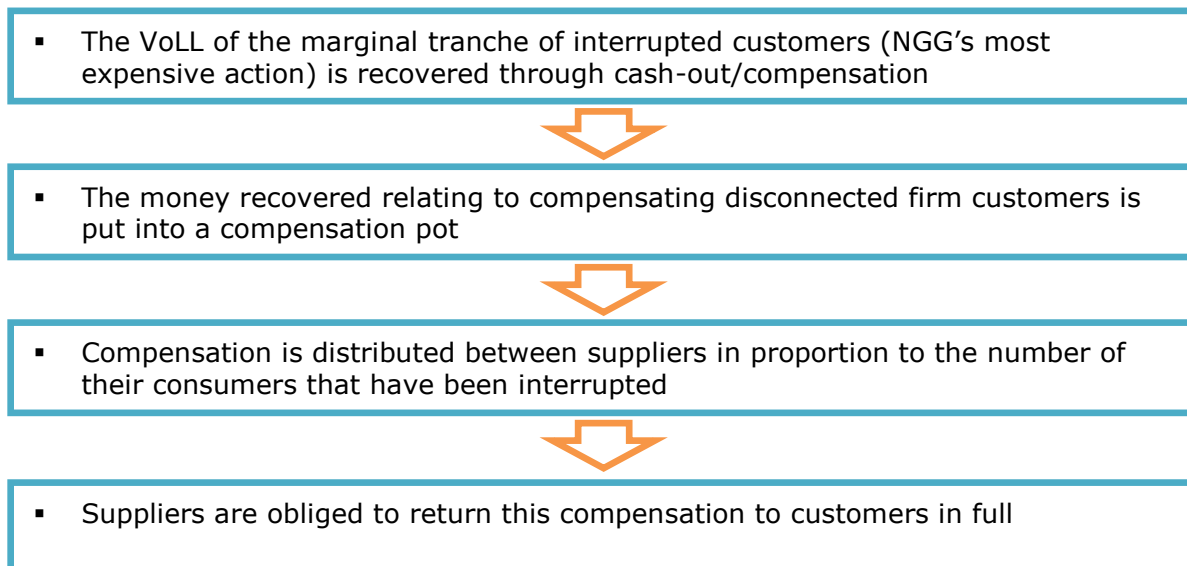 ▪ The VoLL of the marginal tranche of interrupted customers (NGG’s most
expensive action) is recovered through cash-out/compensation
▪ The money recovered relating to compensating disconnected firm customers is
put into a compensation pot
▪ Compensation is distributed between suppliers in proportion to the number of
their consumers that have been interrupted
▪ Suppliers are obliged to return this compensation to customers in full